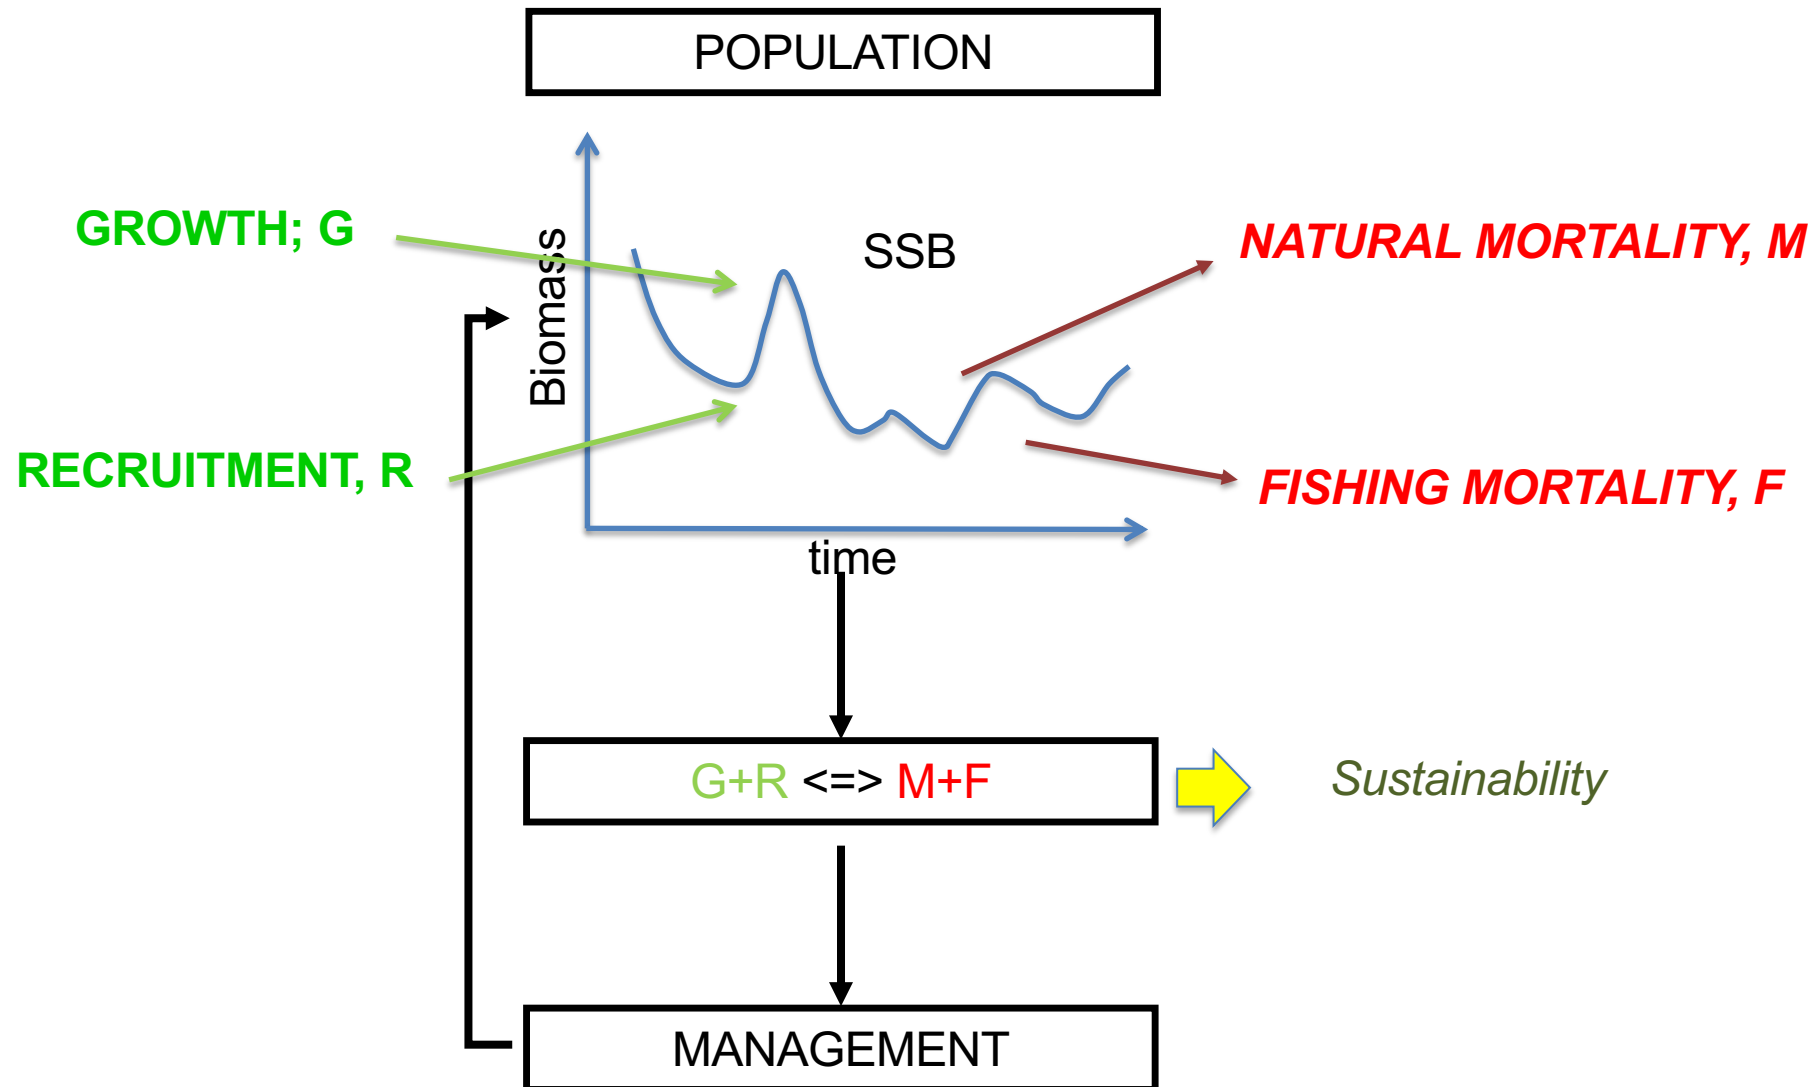 POPULATION
GROWTH; G
Biomass
SSB
NATURAL MORTALITY, M
RECRUITMENT, R
FISHING MORTALITY, F
time
G+R <=> M+F
Sustainability
MANAGEMENT